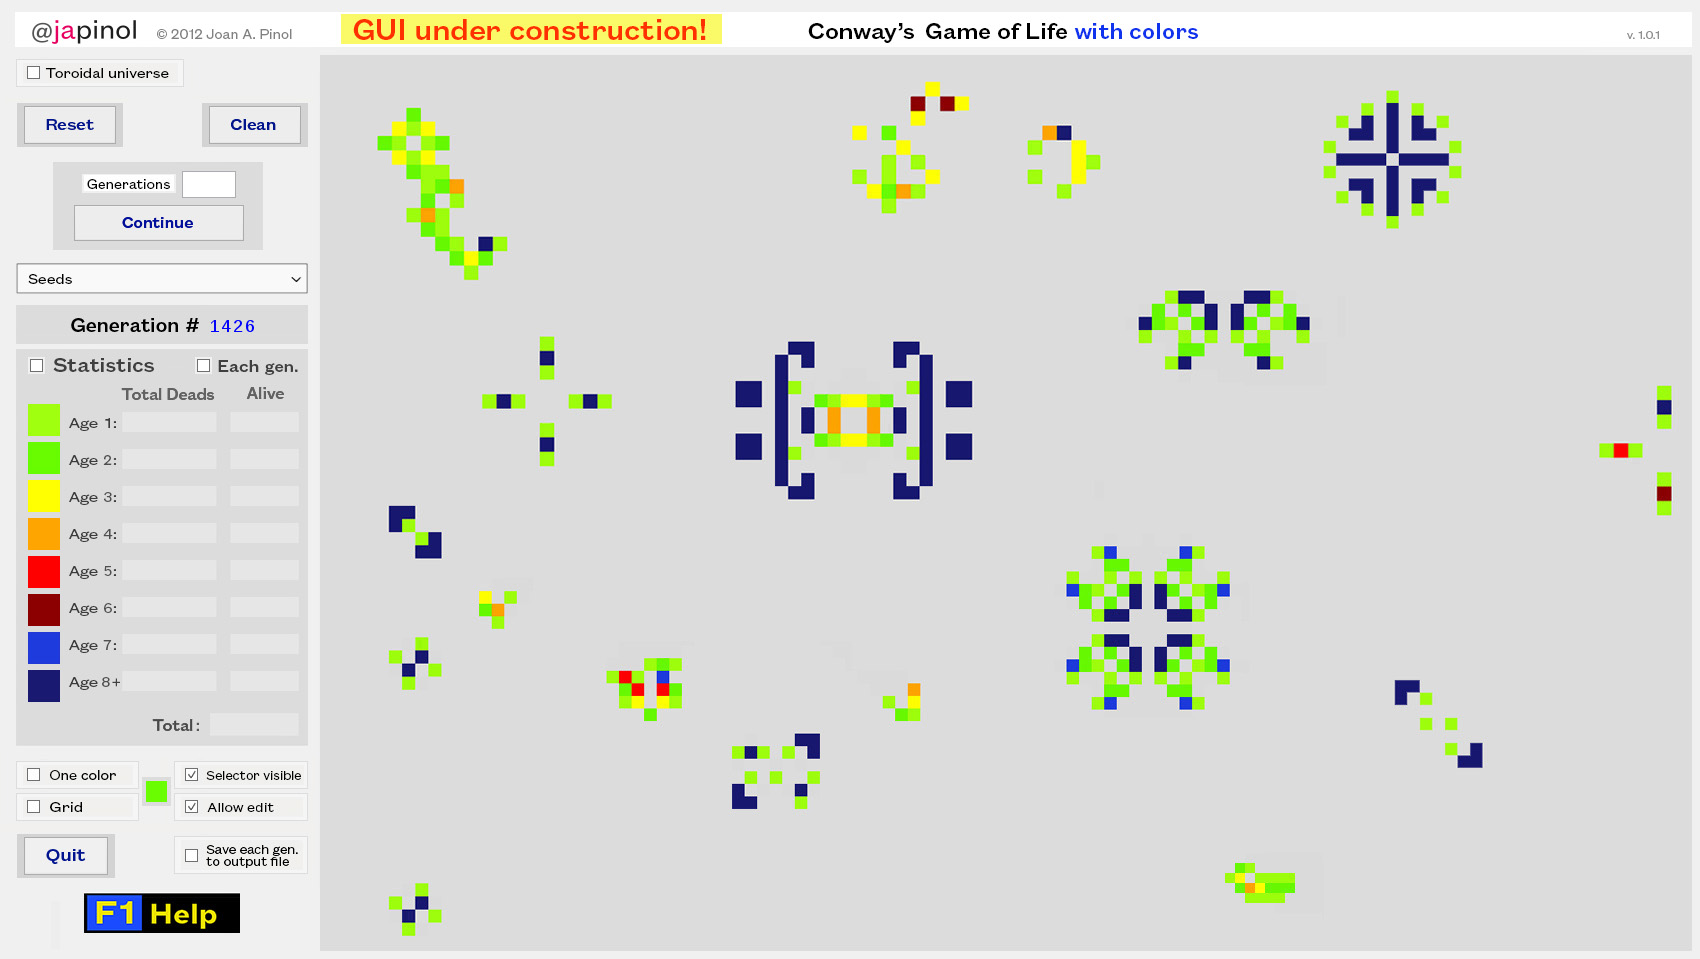 @japinol © 2012 Joan A. Pinol GUI under construction! Conway’s Game of Life with colors v. 1.0.1
Toroidal universe
Reset Clean
Generations
Continue
Seeds
Generation # 1426
Statistics Each gen.
Total Deads Alive
Age 1:
Age 2:
Age 3:
Age 4:
Age 5:
Age 6:
Age 7:
Age 8+
Total:
One color Selector visible
Grid Allow edit
Quit Save each gen.
to output file
F1 Help